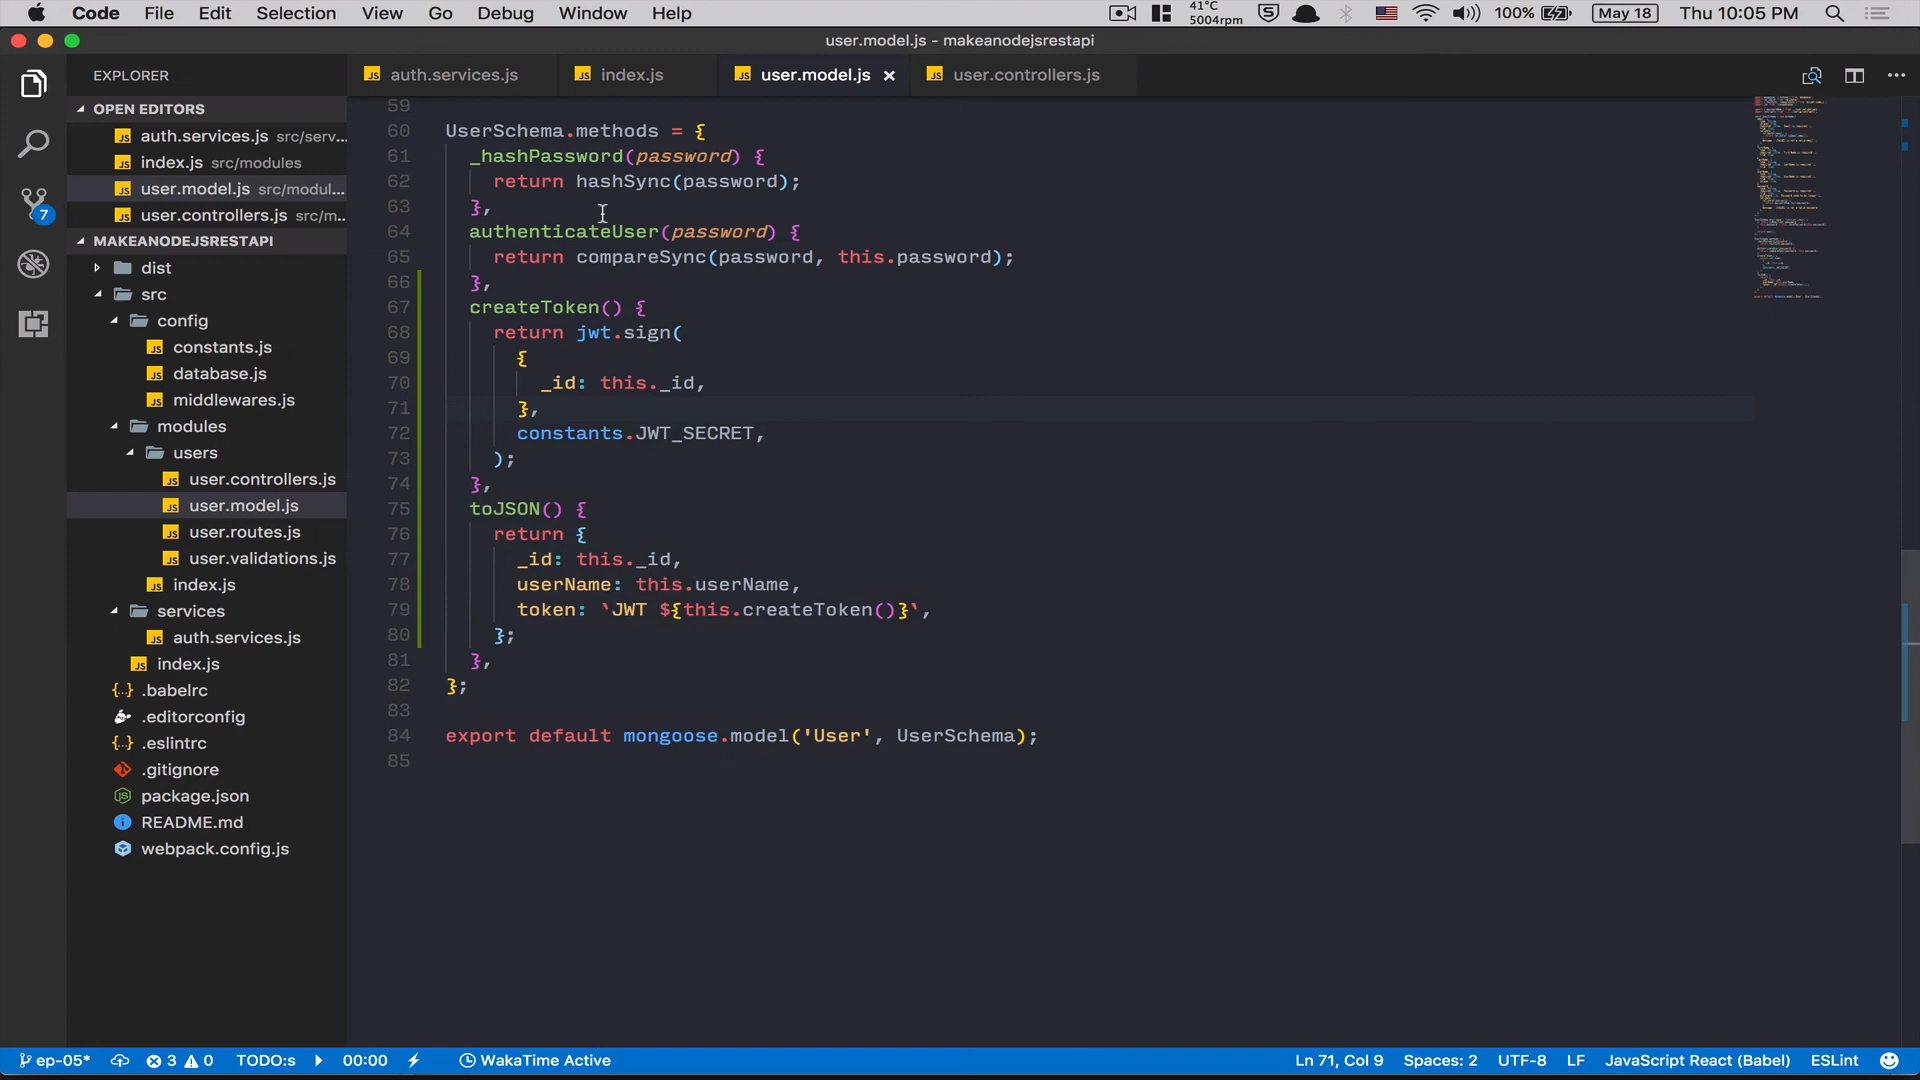 Code File Edit Selection View Go Debug Window Help 41°C 5004rpm 100% May 18 Thu 10:05 PM
user.model.js - makeanodejsrestapi
EXPLORER
OPEN EDITORS
auth.services.js src/serv...
index.js src/modules
user.model.js src/modul...
user.controllers.js src/m...
MAKEANODEJSRESTAPI
dist
src
config
constants.js
database.js
middlewares.js
modules
users
user.controllers.js
user.model.js
user.routes.js
user.validations.js
index.js
services
auth.services.js
index.js
.babelrc
.editorconfig
.eslintrc
.gitignore
package.json
README.md
webpack.config.js
7
auth.services.js index.js user.model.js user.controllers.js
59
60 UserSchema.methods = {
61 _hashPassword(password) {
62 return hashSync(password);
63 },
64 authenticateUser(password) {
65 return compareSync(password, this.password);
66 },
67 createToken() {
68 return jwt.sign(
69 {
70 _id: this._id,
71 },
72 constants.JWT_SECRET,
73 );
74 },
75 toJSON() {
76 return {
77 _id: this._id,
78 userName: this.userName,
79 token: `JWT ${this.createToken()}`,
80 };
81 },
82 };
83
84 export default mongoose.model('User', UserSchema);
85
ep-05* 3 0 TODO:s 00:00 WakaTime Active Ln 71, Col 9 Spaces: 2 UTF-8 LF JavaScript React (Babel) ESLint